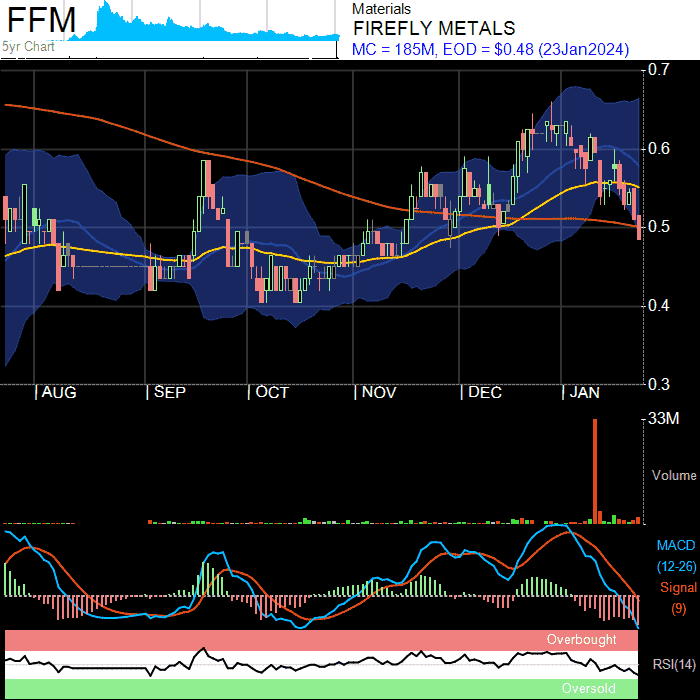 FFM
5yr Chart
Materials
FIREFLY METALS
MC = 185M, EOD = $0.48 (23Jan2024)
0.7
0.6
0.5
0.4
0.3
AUG SEP OCT NOV DEC JAN
33M
Volume
MACD
(12-26)
Signal
(9)
Overbought
RSI(14)
Oversold